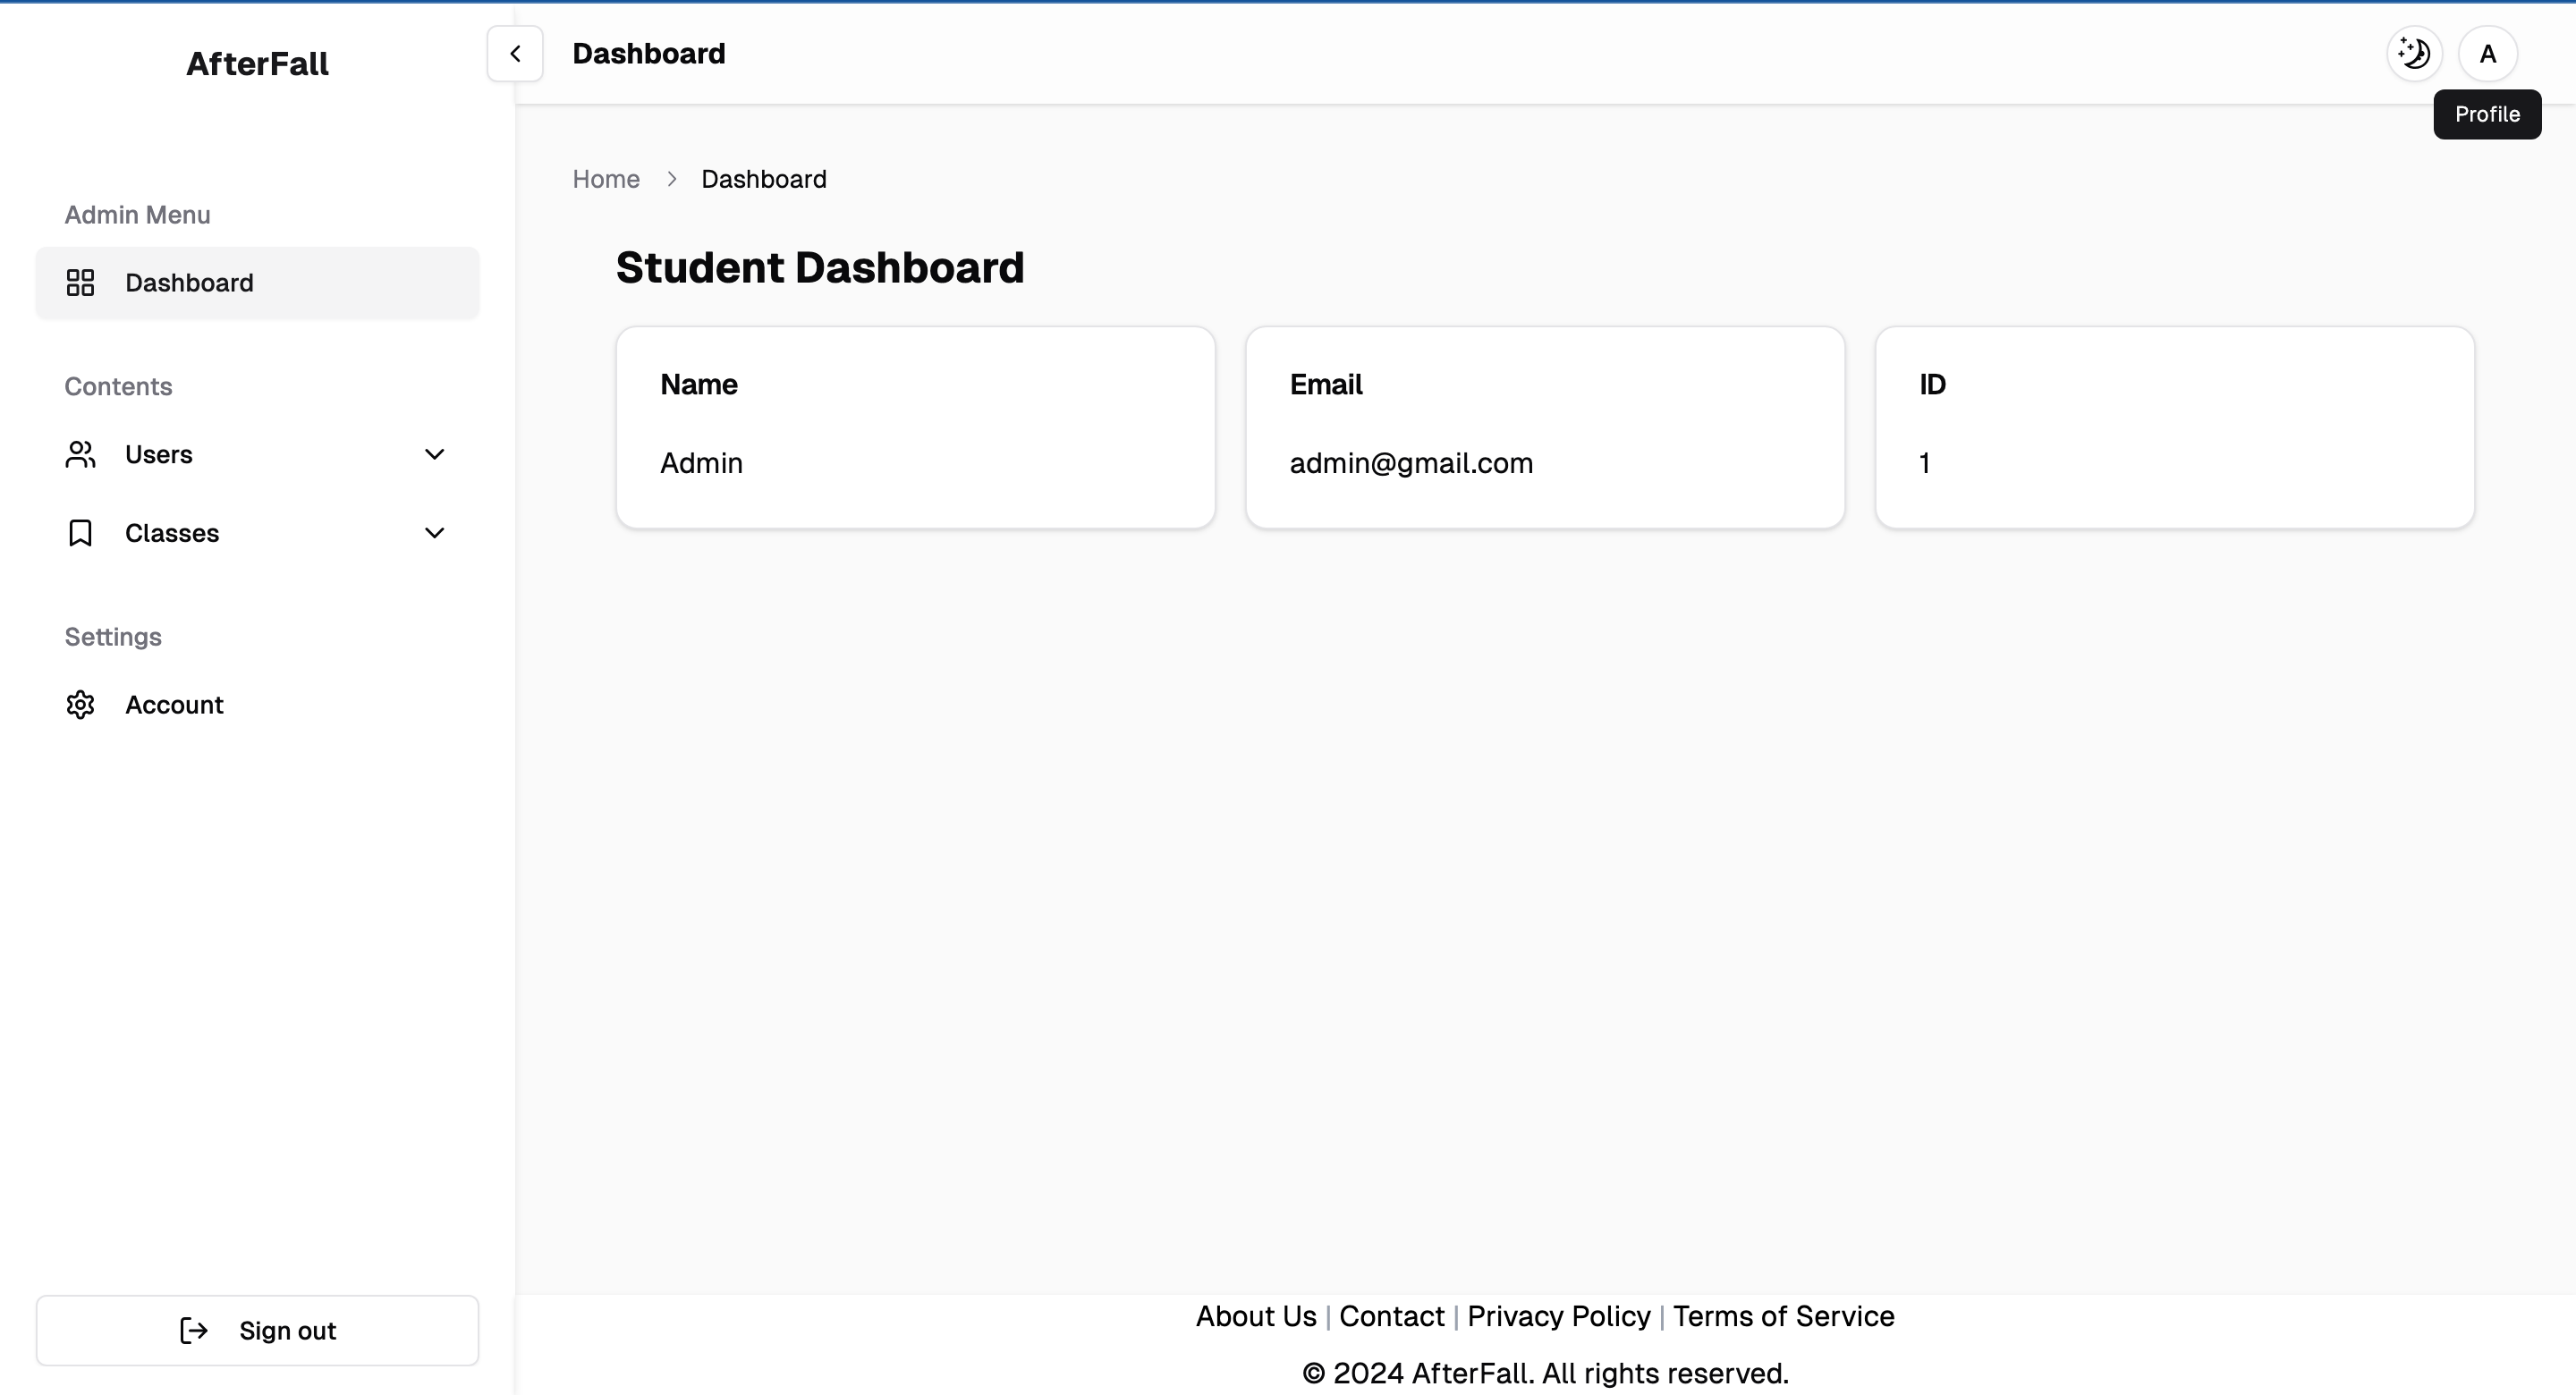 AfterFall
Dashboard
A
Profile
Admin Menu
Dashboard
Contents
Users
Classes
Settings
Account
Sign out
Home > Dashboard
Student Dashboard
Name
Admin
Email
admin@gmail.com
ID
1
About Us | Contact | Privacy Policy | Terms of Service
© 2024 AfterFall. All rights reserved.